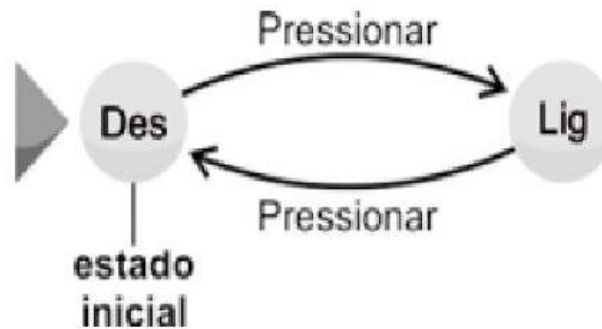 Pressionar
Des
Lig
Pressionar
estado
inicial